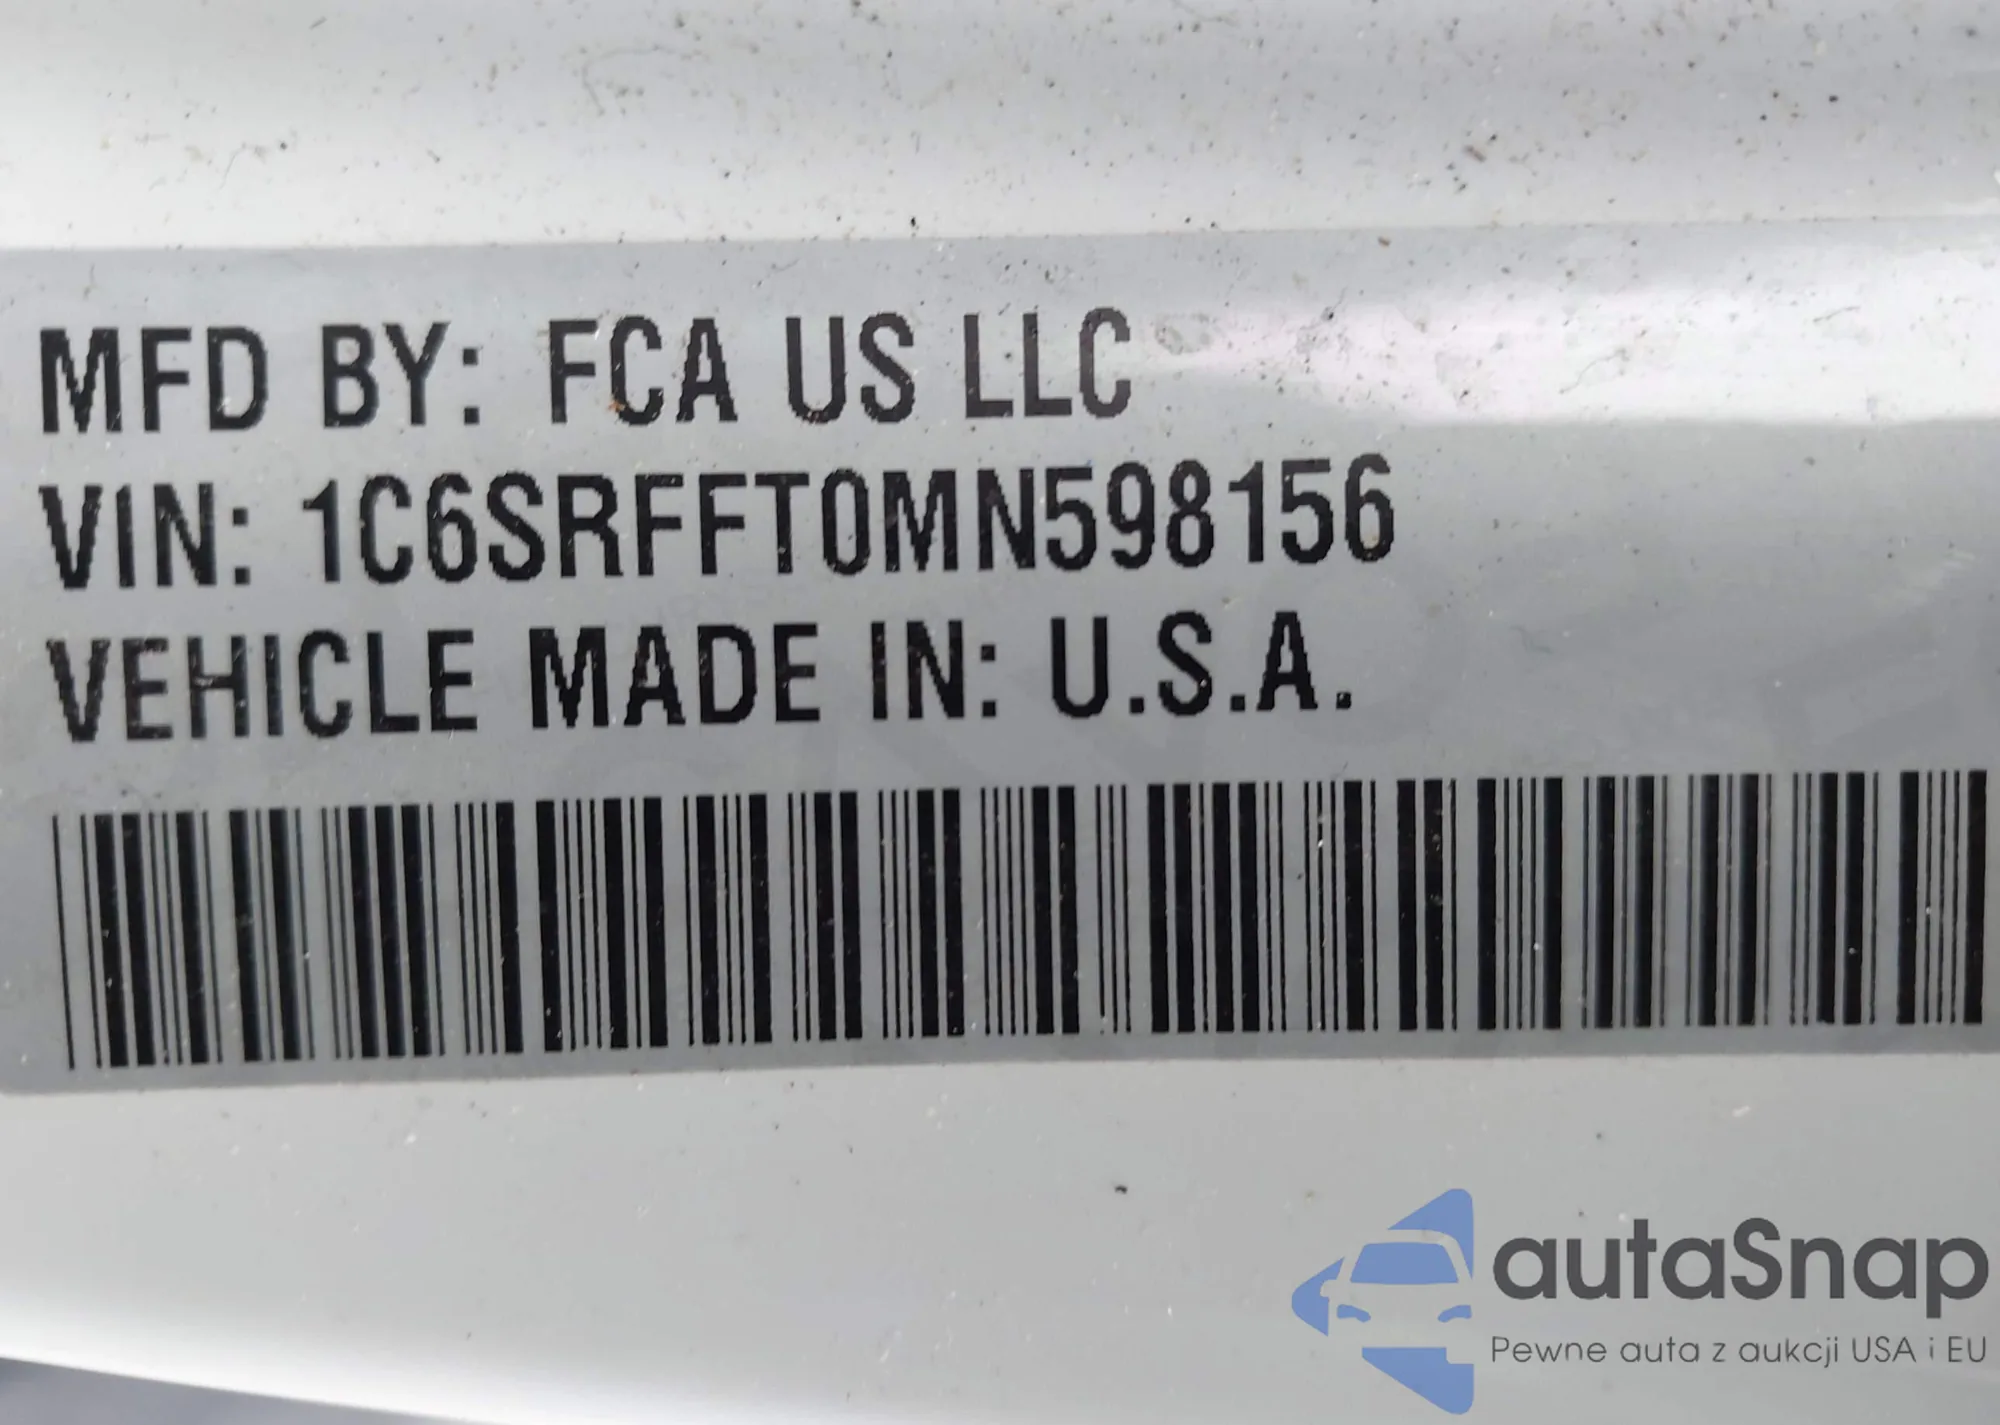 MFD BY: FCA US LLC
VIN: 1C6SRFFT0MN598156
VEHICLE MADE IN: U.S.A.
autaSnap
Pewne auta z aukcji USA i EU